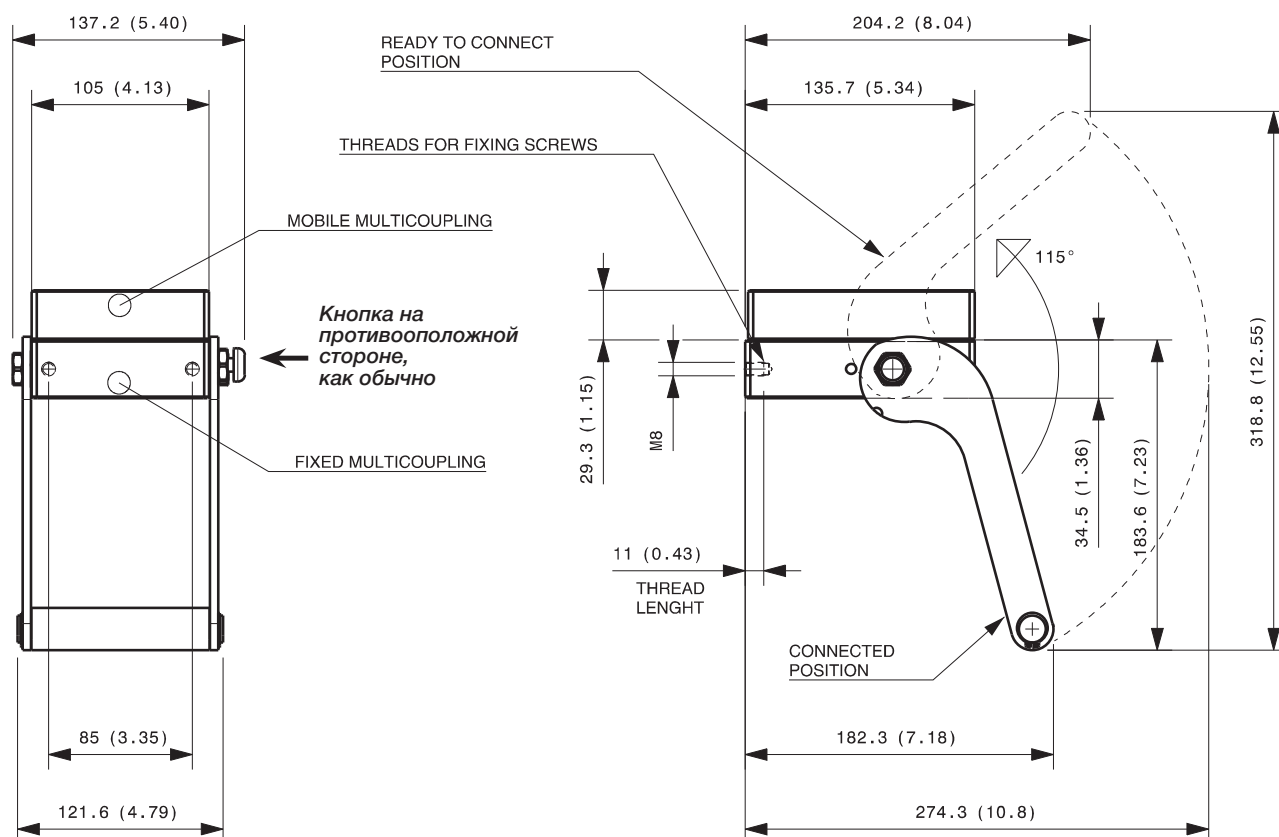 137.2 (5.40)
204.2 (8.04)
READY TO CONNECT
POSITION
105 (4.13)
135.7 (5.34)
THREADS FOR FIXING SCREWS
MOBILE MULTICOUPLING
115°
Кнопка на
противооположной
стороне,
как обычно
29.3 (1.15)
M8
34.5 (1.36)
183.6 (7.23)
318.8 (12.55)
FIXED MULTICOUPLING
11 (0.43)
THREAD
LENGHT
CONNECTED
POSITION
85 (3.35)
182.3 (7.18)
121.6 (4.79)
274.3 (10.8)